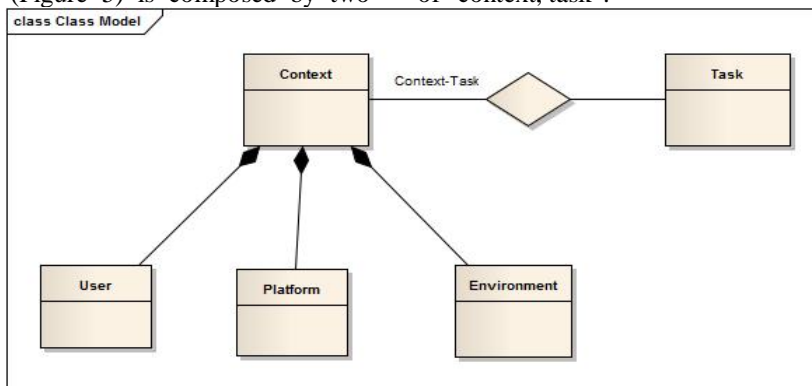 (Figure 3) is composed by two of context, task .
class Class Model
Context
Context-Task
Task
User
Platform
Environment